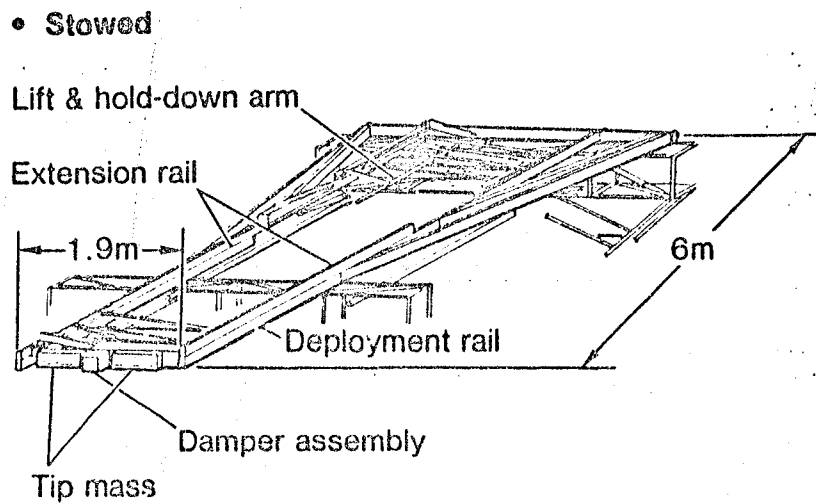 • Stowed
Lift & hold-down arm
Extension rail
1.9m
6m
Deployment rail
Damper assembly
Tip mass